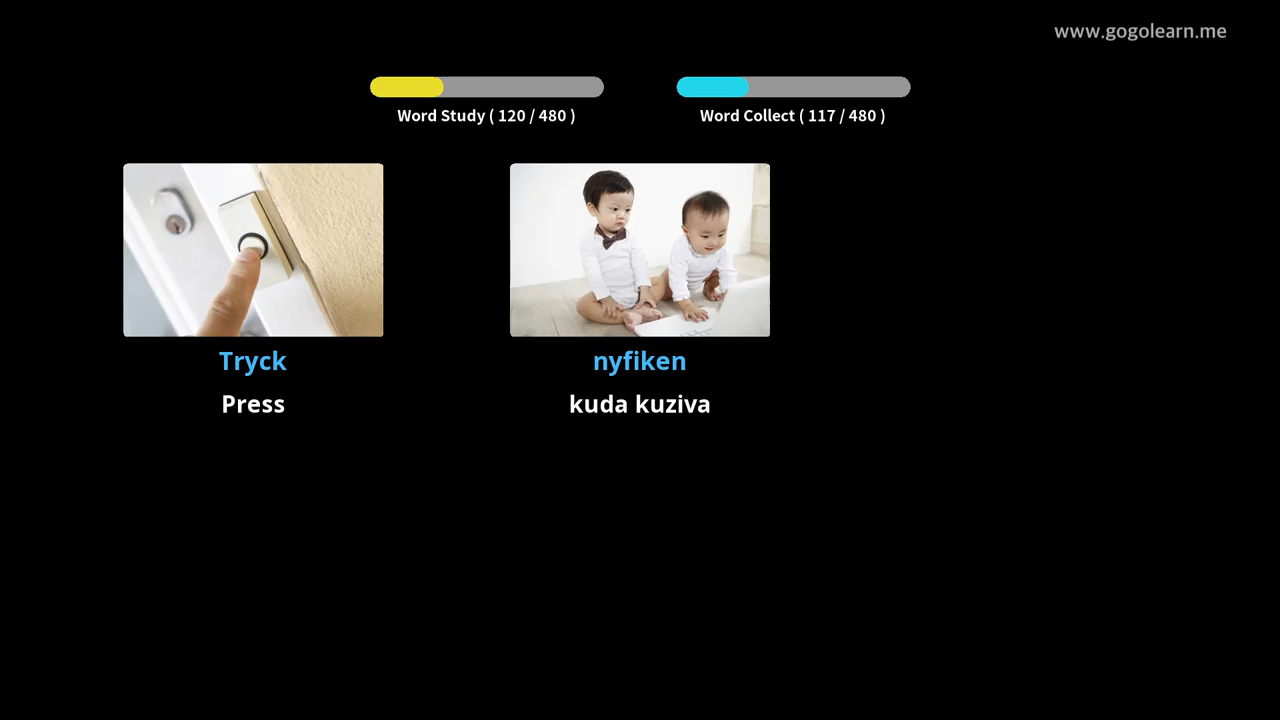 www.gogolearn.me
Word Study ( 120 / 480 )
Word Collect ( 117 / 480 )
Tryck
nyfiken
Press
kuda kuziva